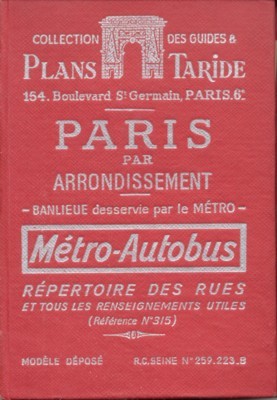 COLLECTION DES GUIDES &
PLANS TARIDE
154. Boulevard St Germain, PARIS. 6e
PARIS
PAR
ARRONDISSEMENT
- BANLIEUE desservie par le MÉTRO -
Métro-Autobus
RÉPERTOIRE DES RUES
ET TOUS LES RENSEIGNEMENTS UTILES
(Référence N°315)
MODÈLE DÉPOSÉ R.C. SEINE N° 259.223.B